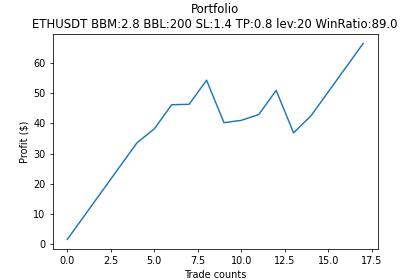 Portfolio
ETHUSDT BBM:2.8 BBL:200 SL:1.4 TP:0.8 lev:20 WinRatio:89.0
Profit ($)
60
50
40
30
20
10
0
0.0 2.5 5.0 7.5 10.0 12.5 15.0 17.5
Trade counts